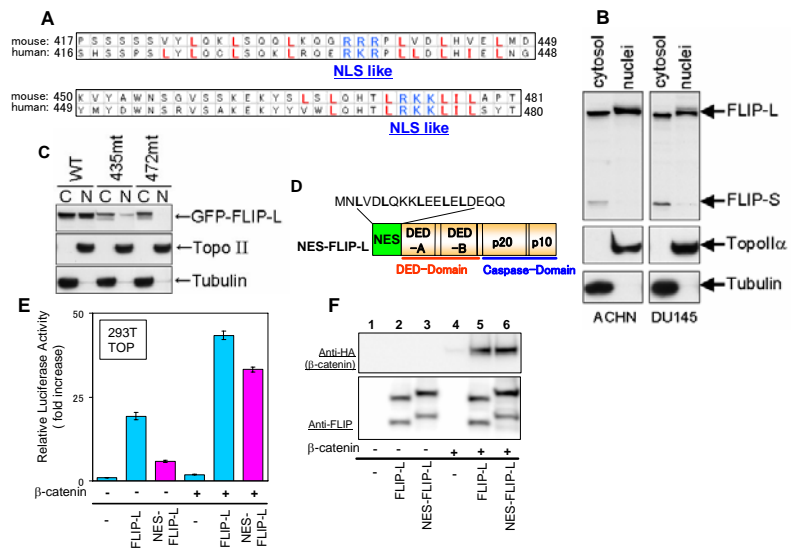 A
mouse: 417 P S S S S S V Y L Q K L S Q Q L K Q G R R R P L V D L H V E L M D 449
human: 416 S H S S P S L Y L Q C L S Q K L R Q E R K R P L L D L H I E L N G 448
NLS like
mouse: 450 K V Y A W N S G V S S K E K Y S L S L Q H T L R K K L I L A P T 481
human: 449 Y M Y D W N S R V S A K E K Y Y V W L Q H T L R K K L I L S Y T 480
NLS like
B
cytosol nuclei cytosol nuclei
FLIP-L
FLIP-S
TopoIIα
Tubulin
ACHN DU145
C
WT 435mt 472mt
C N C N C N
GFP-FLIP-L
Topo II
Tubulin
D
MNLVDLQKKLEELELDEQQ
NES-FLIP-L NES DED-A DED-B p20 p10
DED-Domain Caspase-Domain
E
Relative Luciferase Activity
( fold increase)
50
25
0
293T
TOP
β-catenin - - - + + +
- FLIP-L NES-FLIP-L - FLIP-L NES-FLIP-L
F
1 2 3 4 5 6
Anti-HA
(β-catenin)
Anti-FLIP
β-catenin - - - + + +
- FLIP-L NES-FLIP-L - FLIP-L NES-FLIP-L